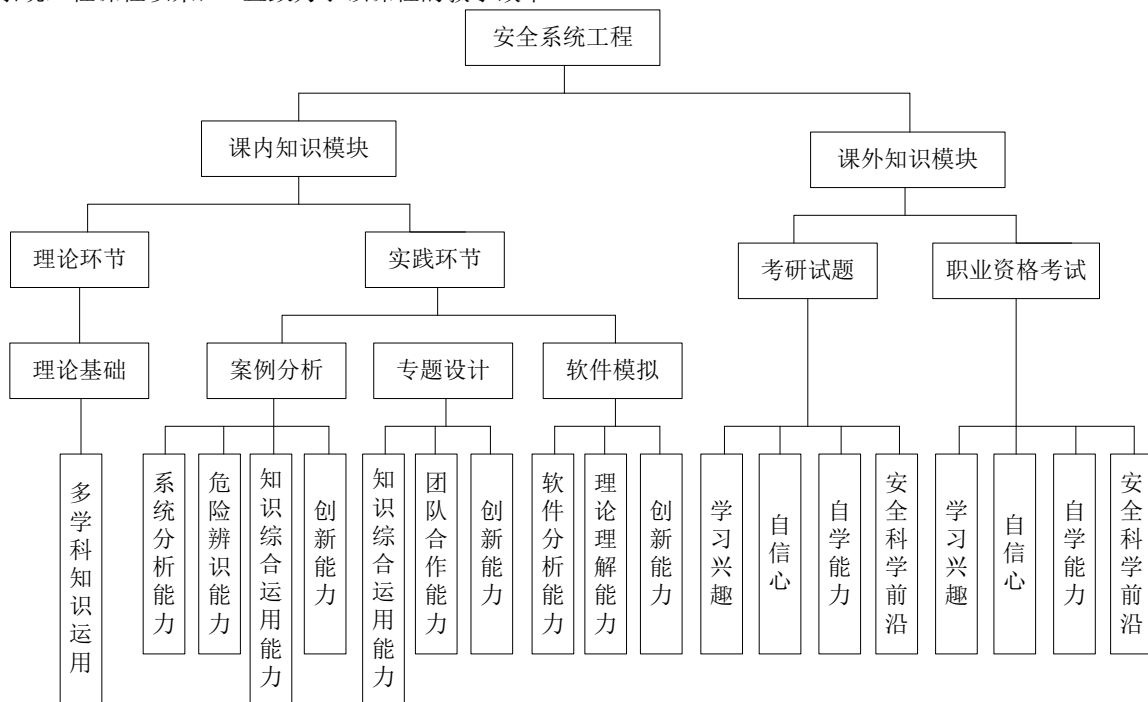 安全系统工程
课内知识模块
课外知识模块
理论环节
实践环节
考研试题
职业资格考试
理论基础
案例分析
专题设计
软件模拟
多学科知识运用
系统分析能力
危险辨识能力
知识综合运用能力
创新能力
知识综合运用能力
团队合作能力
创新能力
软件分析能力
理论理解能力
创新能力
学习兴趣
自信心
自学能力
安全科学前沿
学习兴趣
自信心
自学能力
安全科学前沿